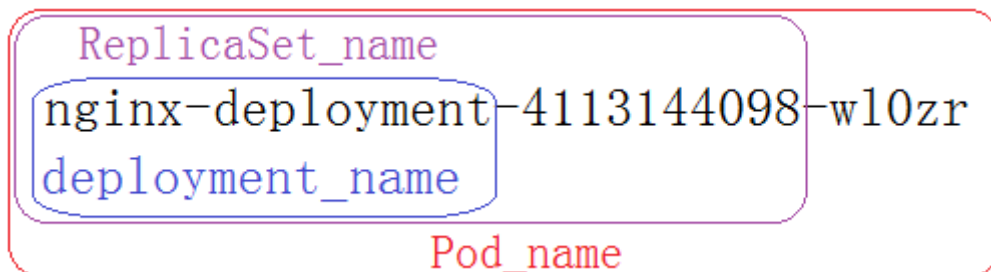 ReplicaSet_name
nginx-deployment-4113144098-wl0zr
deployment_name
Pod_name